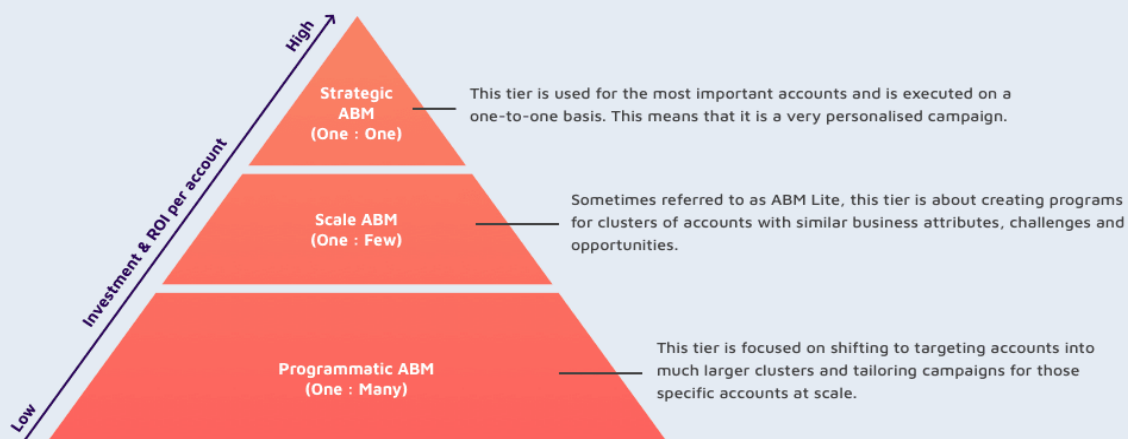 High
Investment & ROI per account
Low
Strategic
ABM
(One : One)
This tier is used for the most important accounts and is executed on a
one-to-one basis. This means that it is a very personalised campaign.
Scale ABM
(One : Few)
Sometimes referred to as ABM Lite, this tier is about creating programs
for clusters of accounts with similar business attributes, challenges and
opportunities.
Programmatic ABM
(One : Many)
This tier is focused on shifting to targeting accounts into
much larger clusters and tailoring campaigns for those
specific accounts at scale.